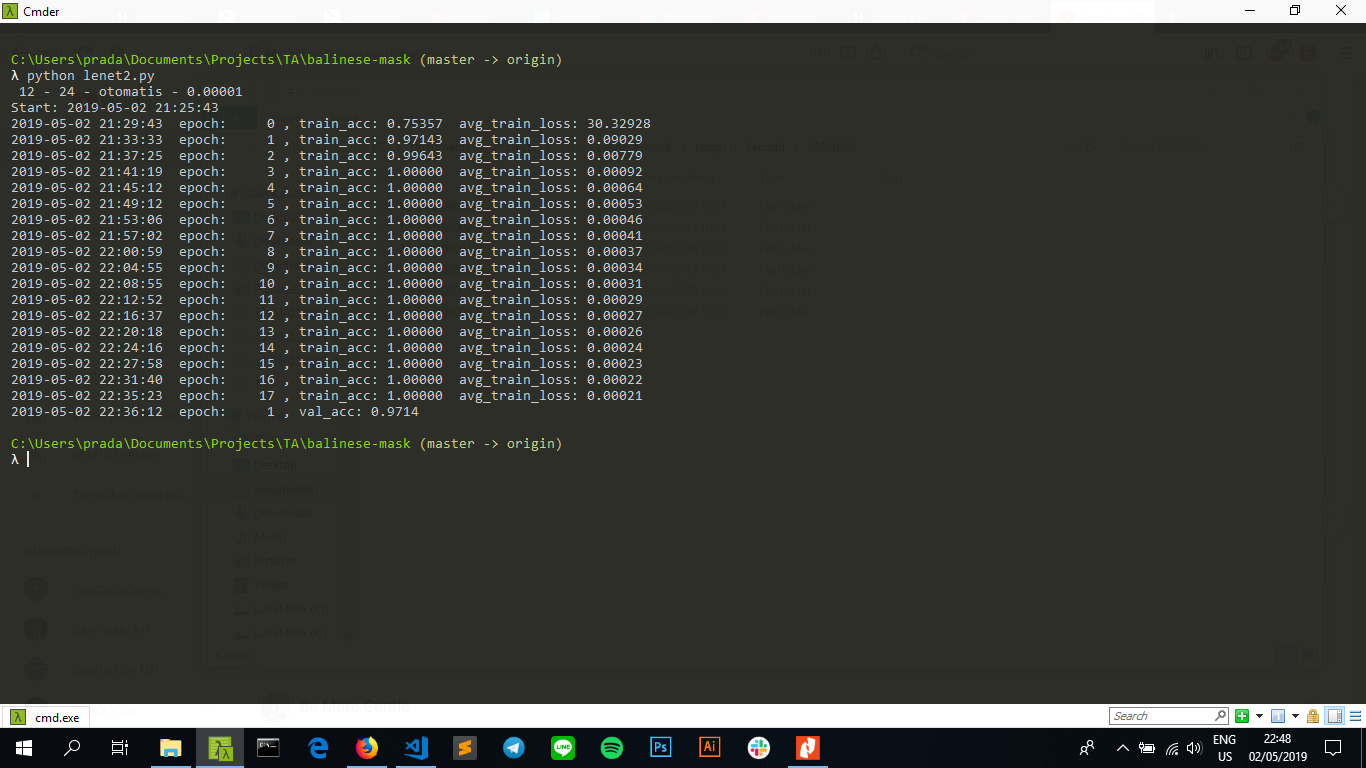 Cmder
C:\Users\prada\Documents\Projects\TA\balinese-mask (master -> origin)
λ python lenet2.py
12 - 24 - otomatis - 0.00001
Start: 2019-05-02 21:25:43
2019-05-02 21:29:43  epoch:     0 , train_acc: 0.75357  avg_train_loss: 30.32928
2019-05-02 21:33:33  epoch:     1 , train_acc: 0.97143  avg_train_loss: 0.09029
2019-05-02 21:37:25  epoch:     2 , train_acc: 0.99643  avg_train_loss: 0.00779
2019-05-02 21:41:19  epoch:     3 , train_acc: 1.00000  avg_train_loss: 0.00092
2019-05-02 21:45:12  epoch:     4 , train_acc: 1.00000  avg_train_loss: 0.00064
2019-05-02 21:49:12  epoch:     5 , train_acc: 1.00000  avg_train_loss: 0.00053
2019-05-02 21:53:06  epoch:     6 , train_acc: 1.00000  avg_train_loss: 0.00046
2019-05-02 21:57:02  epoch:     7 , train_acc: 1.00000  avg_train_loss: 0.00041
2019-05-02 22:00:59  epoch:     8 , train_acc: 1.00000  avg_train_loss: 0.00037
2019-05-02 22:04:55  epoch:     9 , train_acc: 1.00000  avg_train_loss: 0.00034
2019-05-02 22:08:55  epoch:    10 , train_acc: 1.00000  avg_train_loss: 0.00031
2019-05-02 22:12:52  epoch:    11 , train_acc: 1.00000  avg_train_loss: 0.00029
2019-05-02 22:16:37  epoch:    12 , train_acc: 1.00000  avg_train_loss: 0.00027
2019-05-02 22:20:18  epoch:    13 , train_acc: 1.00000  avg_train_loss: 0.00026
2019-05-02 22:24:16  epoch:    14 , train_acc: 1.00000  avg_train_loss: 0.00024
2019-05-02 22:27:58  epoch:    15 , train_acc: 1.00000  avg_train_loss: 0.00023
2019-05-02 22:31:40  epoch:    16 , train_acc: 1.00000  avg_train_loss: 0.00022
2019-05-02 22:35:23  epoch:    17 , train_acc: 1.00000  avg_train_loss: 0.00021
2019-05-02 22:36:12  epoch:     1 , val_acc: 0.9714
C:\Users\prada\Documents\Projects\TA\balinese-mask (master -> origin)
λ
Desktop
Documents
Downloads
Music
Pictures
Videos
Local Disk (C:)
Local Disk (F:)
SUBSCRIPTION
Be More Gentle
cmd.exe
Search
ENG
US
22:48
02/05/2019